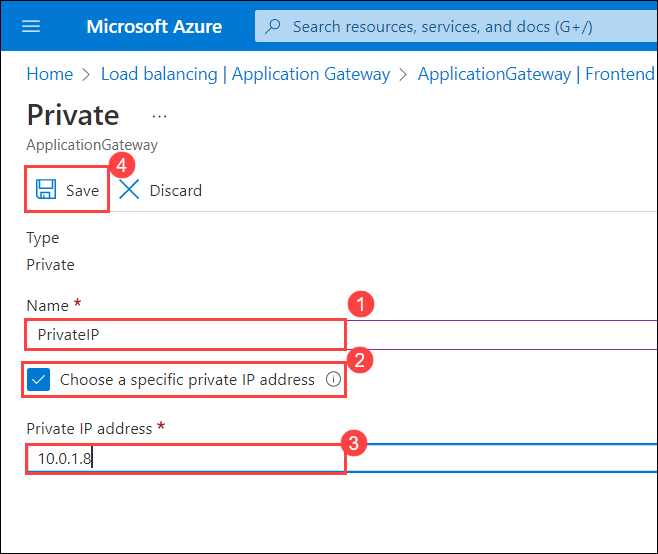 Microsoft Azure
Search resources, services, and docs (G+/)
Home > Load balancing | Application Gateway > ApplicationGateway | Frontend
Private ...
ApplicationGateway
4
Save Discard
Type
Private
Name *
1
PrivateIP
2
Choose a specific private IP address
Private IP address *
3
10.0.1.8